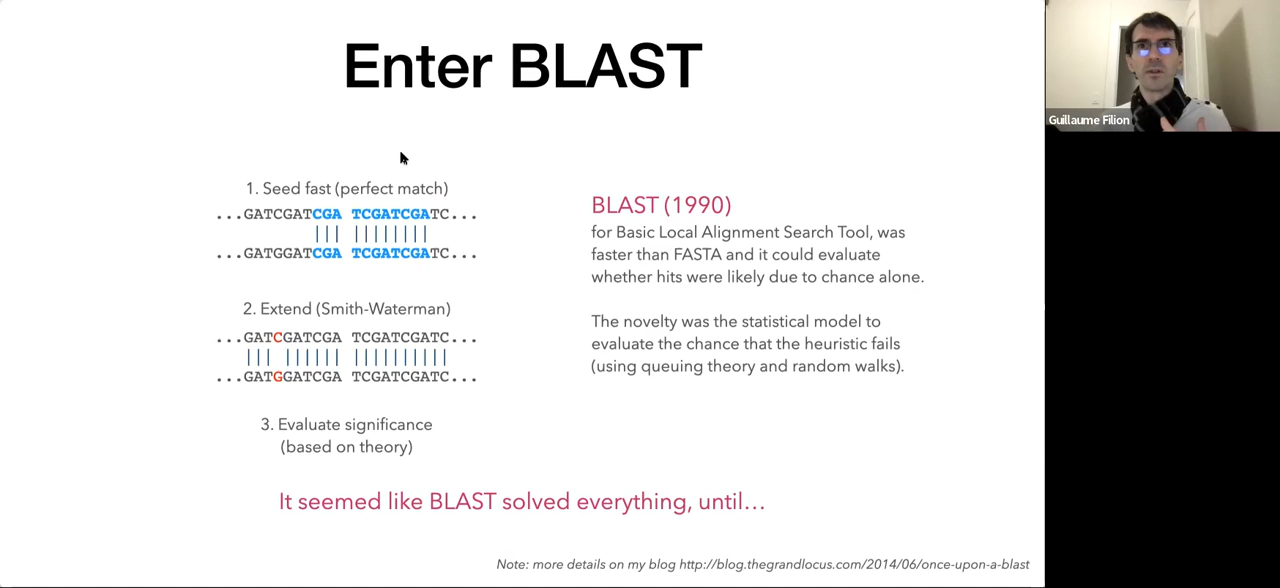 Enter BLAST
1. Seed fast (perfect match)
...GATCGATCGA TCGATCGATC...
...GATGGATCGA TCGATCGATC...
2. Extend (Smith-Waterman)
...GATCGATCGA TCGATCGATC...
...GATGGATCGA TCGATCGATC...
3. Evaluate significance
(based on theory)
BLAST (1990)
for Basic Local Alignment Search Tool, was
faster than FASTA and it could evaluate
whether hits were likely due to chance alone.
The novelty was the statistical model to
evaluate the chance that the heuristic fails
(using queuing theory and random walks).
It seemed like BLAST solved everything, until…
Note: more details on my blog http://blog.thegrandlocus.com/2014/06/once-upon-a-blast
Guillaume Filion